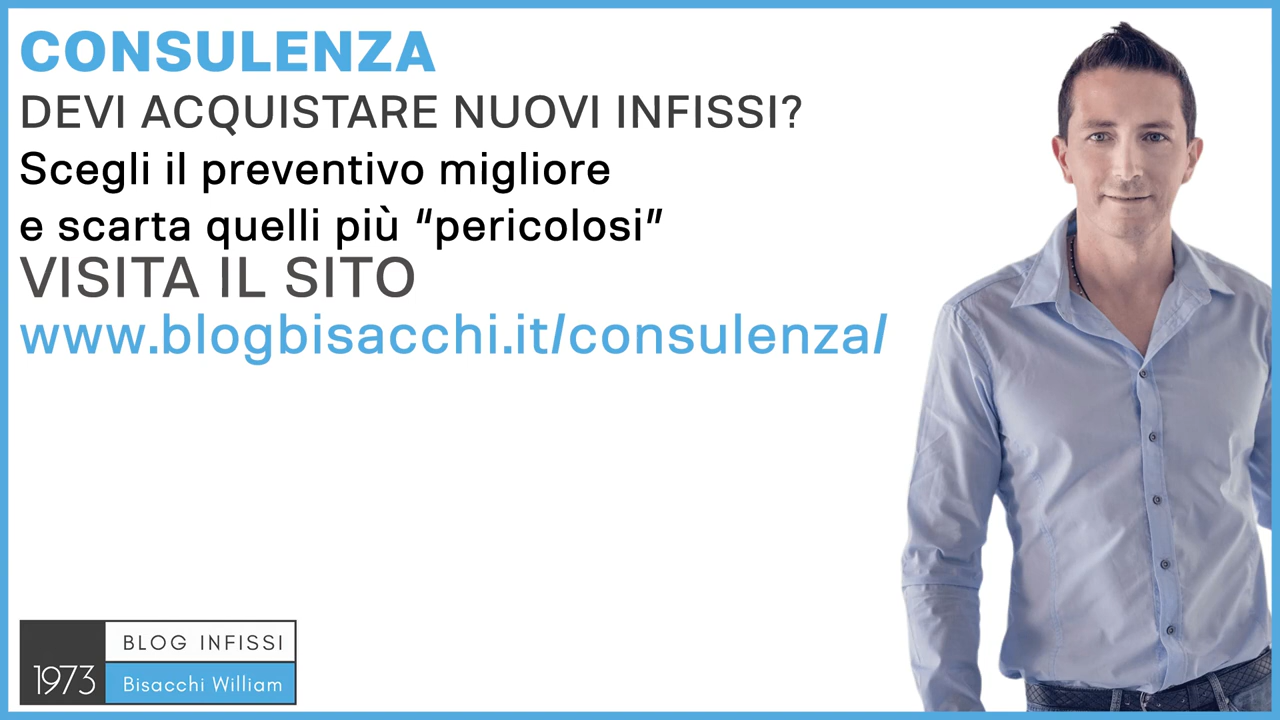 CONSULENZA
DEVI ACQUISTARE NUOVI INFISSI?
Scegli il preventivo migliore
e scarta quelli più “pericolosi”
VISITA IL SITO
www.blogbisacchi.it/consulenza/
1973
BLOG INFISSI
Bisacchi William